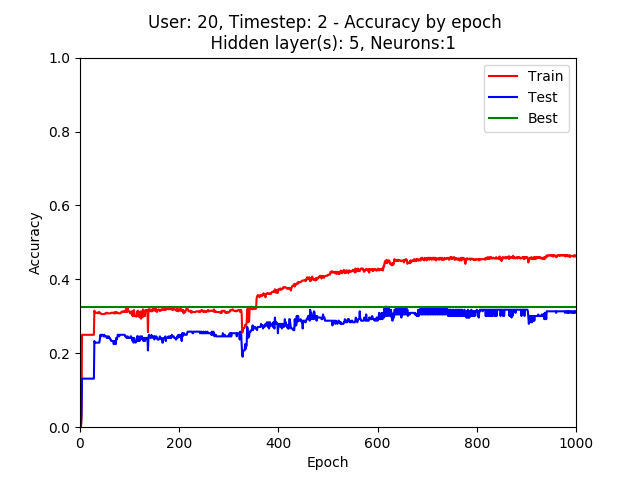 User: 20, Timestep: 2 - Accuracy by epoch
Hidden layer(s): 5, Neurons:1
1.0
0.8
0.6
0.4
0.2
0.0
Accuracy
Train
Test
Best
0 200 400 600 800 1000
Epoch